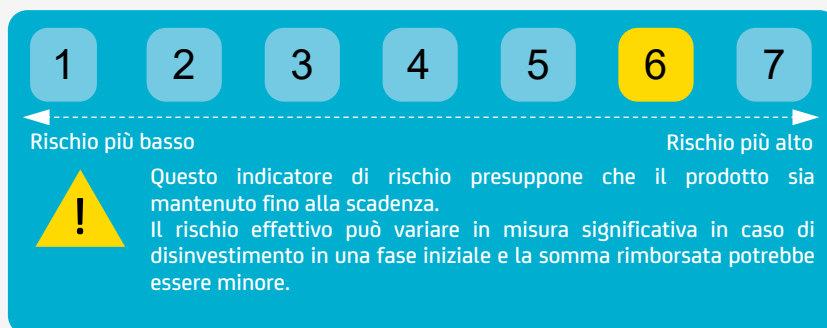 1 2 3 4 5 6 7
Rischio più basso Rischio più alto
Questo indicatore di rischio presuppone che il prodotto sia
mantenuto fino alla scadenza.
!
Il rischio effettivo può variare in misura significativa in caso di
disinvestimento in una fase iniziale e la somma rimborsata potrebbe
essere minore.